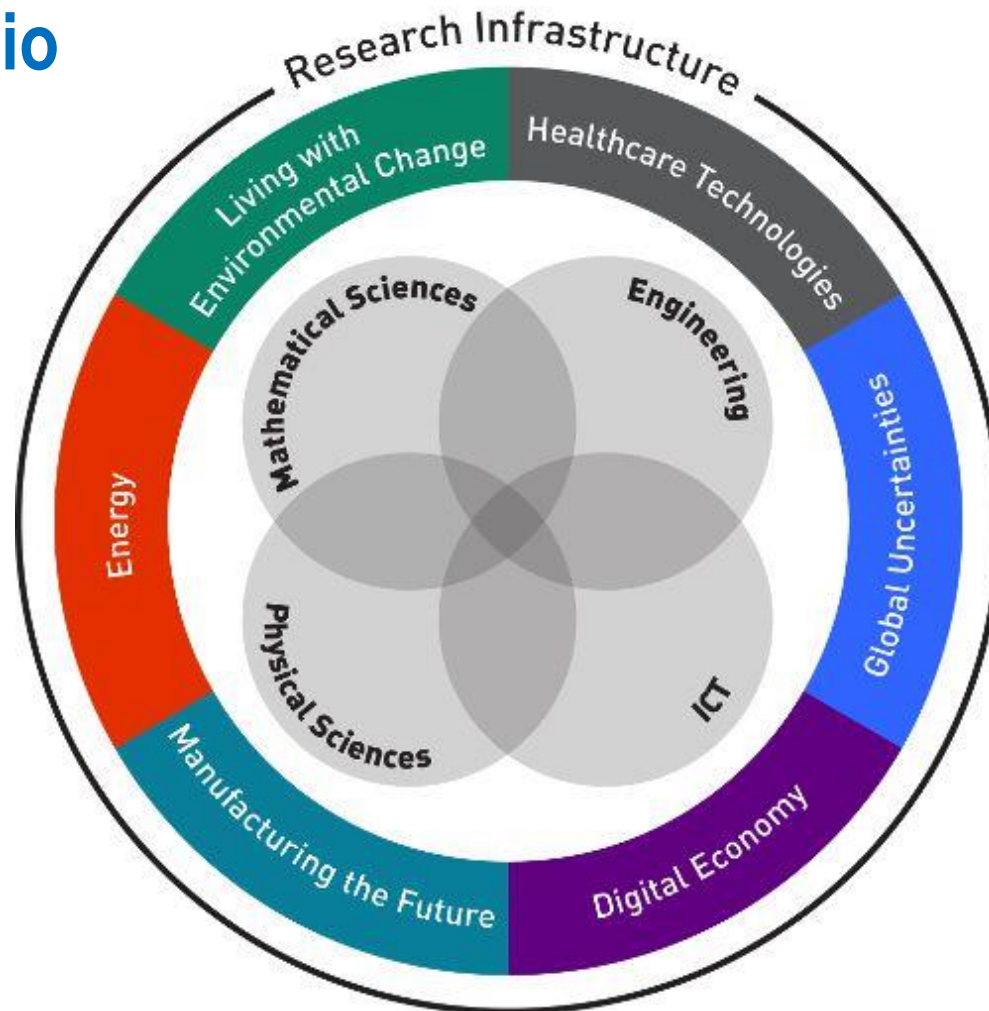 io
Research Infrastructure
Living with
Environmental Change
Healthcare Technologies
Mathematical Sciences
Engineering
Energy
Global Uncertainties
Physical Sciences
ICT
Manufacturing the Future
Digital Economy